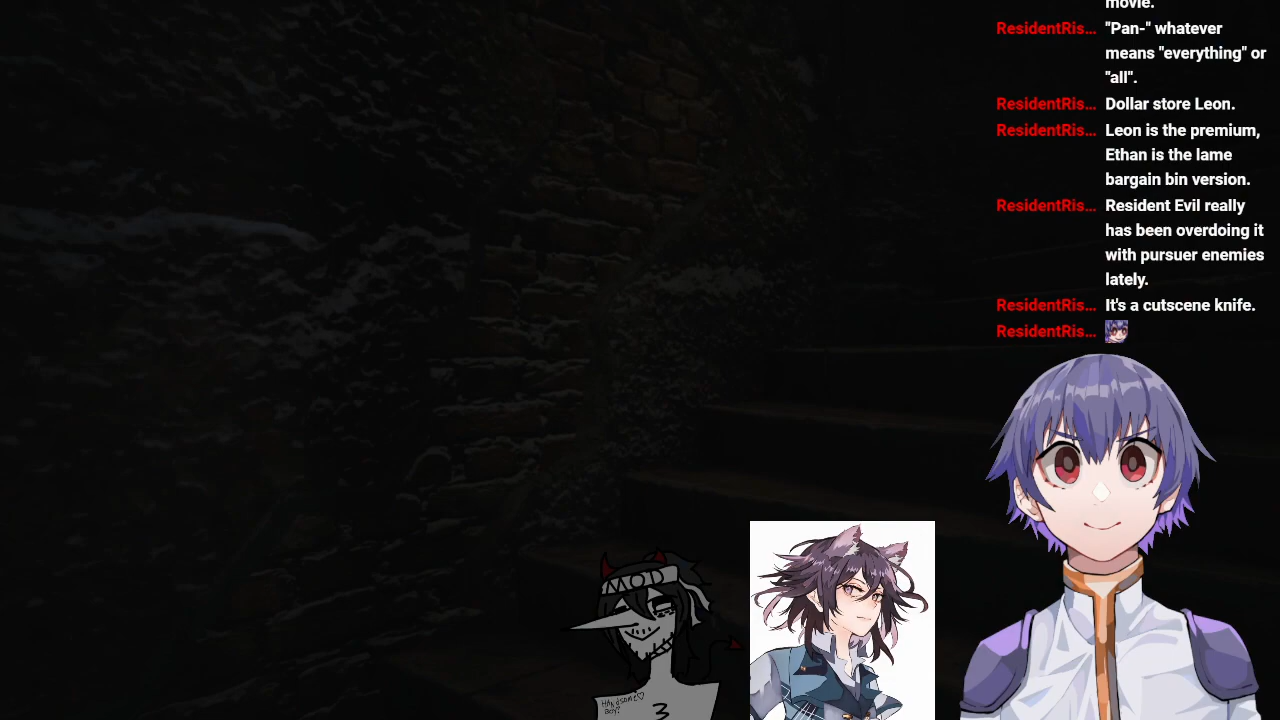 movie.
ResidentRis... "Pan-" whatever
means "everything" or
"all".
ResidentRis... Dollar store Leon.
ResidentRis... Leon is the premium,
Ethan is the lame
bargain bin version.
ResidentRis... Resident Evil really
has been overdoing it
with pursuer enemies
lately.
ResidentRis... It's a cutscene knife.
ResidentRis...
MOD
Handsome♡
Boy?